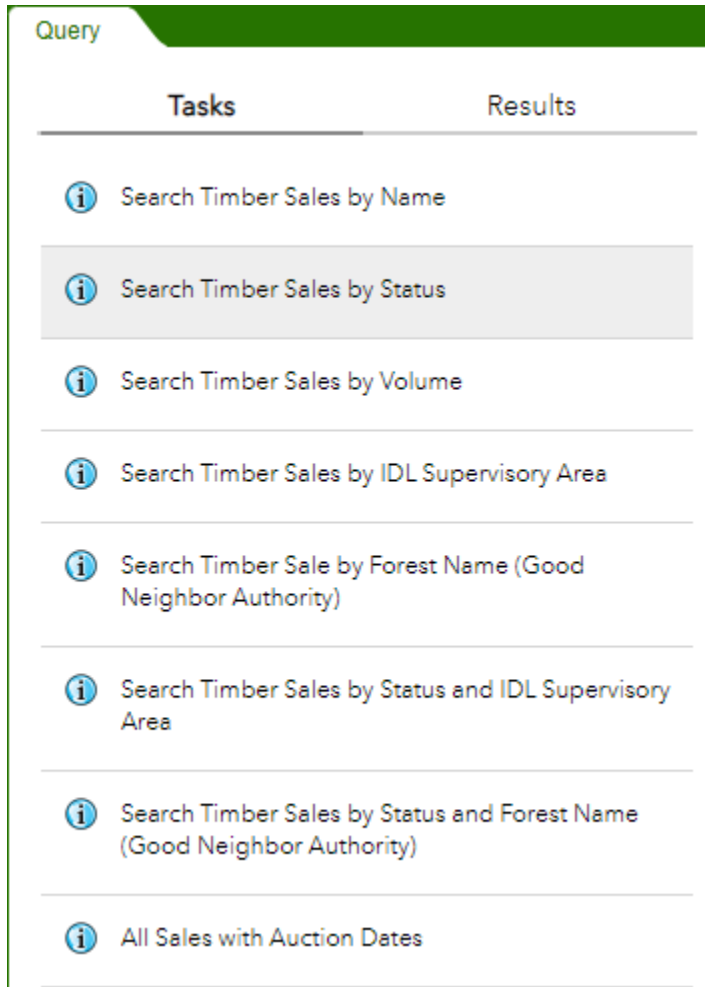 Query
Tasks Results
Search Timber Sales by Name
Search Timber Sales by Status
Search Timber Sales by Volume
Search Timber Sales by IDL Supervisory Area
Search Timber Sale by Forest Name (Good
Neighbor Authority)
Search Timber Sales by Status and IDL Supervisory
Area
Search Timber Sales by Status and Forest Name
(Good Neighbor Authority)
All Sales with Auction Dates